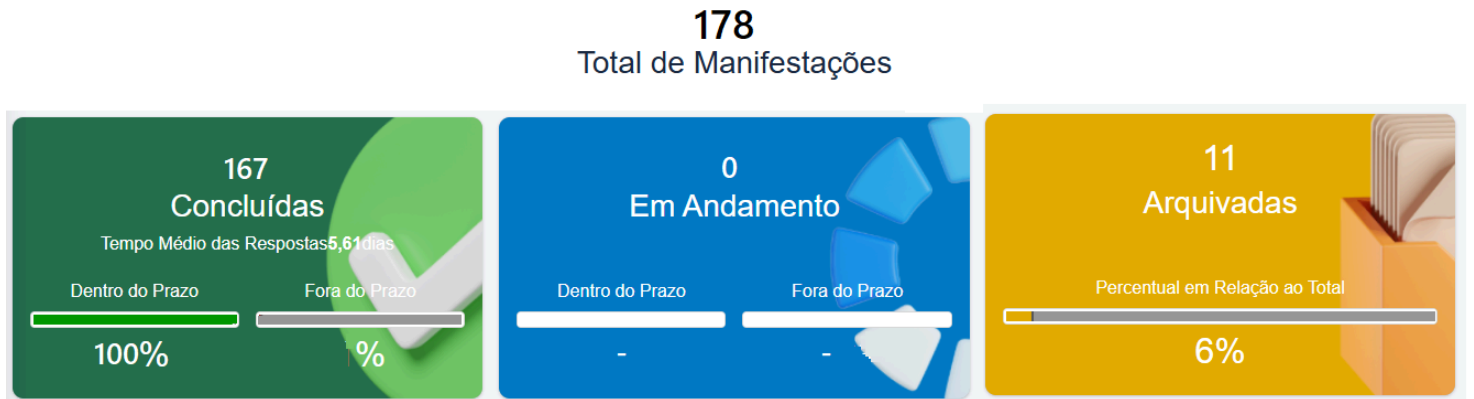 178
Total de Manifestações
167
Concluídas
Tempo Médio das Respostas5,61dias
Dentro do Prazo
Fora do Prazo
100%
%
0
Em Andamento
Dentro do Prazo
Fora do Prazo
-
-
11
Arquivadas
Percentual em Relação ao Total
6%